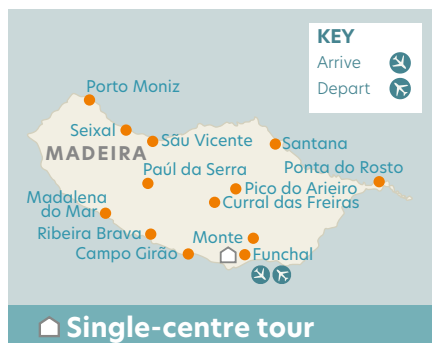 KEY
Arrive
Depart
Porto Moniz
Seixal
Sãu Vicente
Santana
MADEIRA
Paúl da Serra
Ponta do Rosto
Pico do Arieiro
Madalena
do Mar
Curral das Freiras
Ribeira Brava
Monte
Campo Girão
Funchal
Single-centre tour